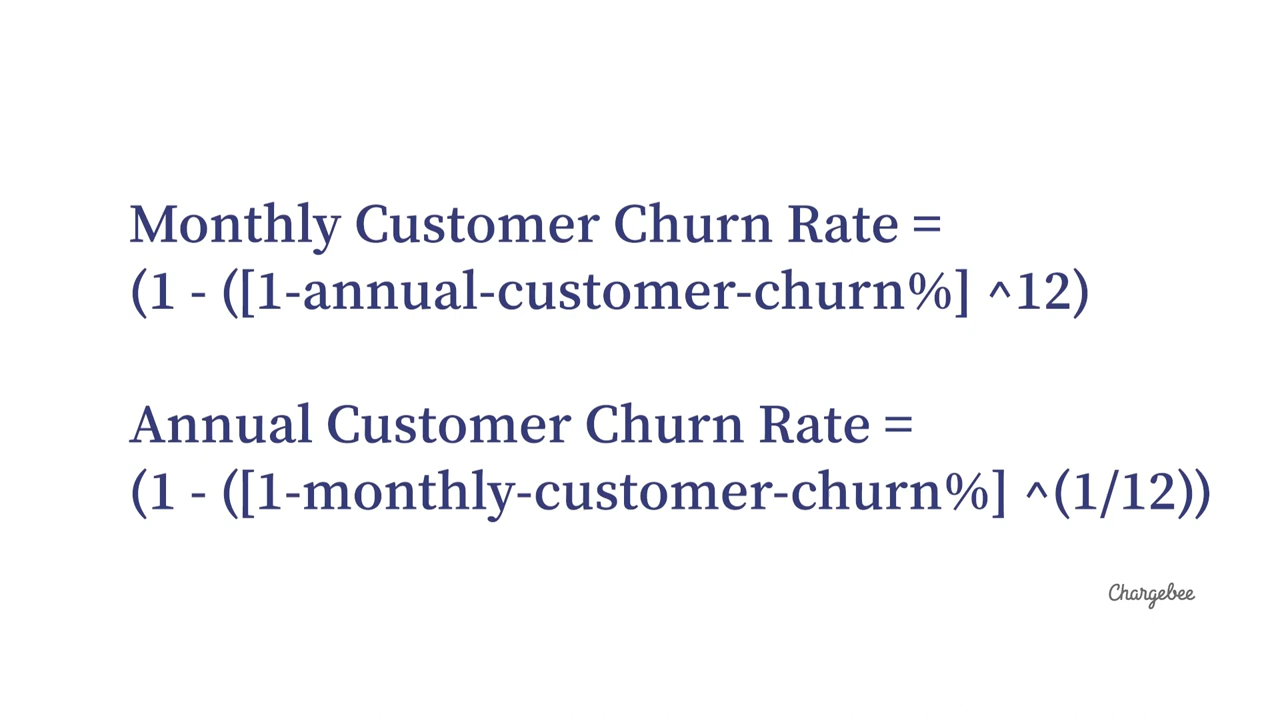 Monthly Customer Churn Rate =
(1 - ([1-annual-customer-churn%] ^12)
Annual Customer Churn Rate =
(1 - ([1-monthly-customer-churn%] ^(1/12))
Chargebee